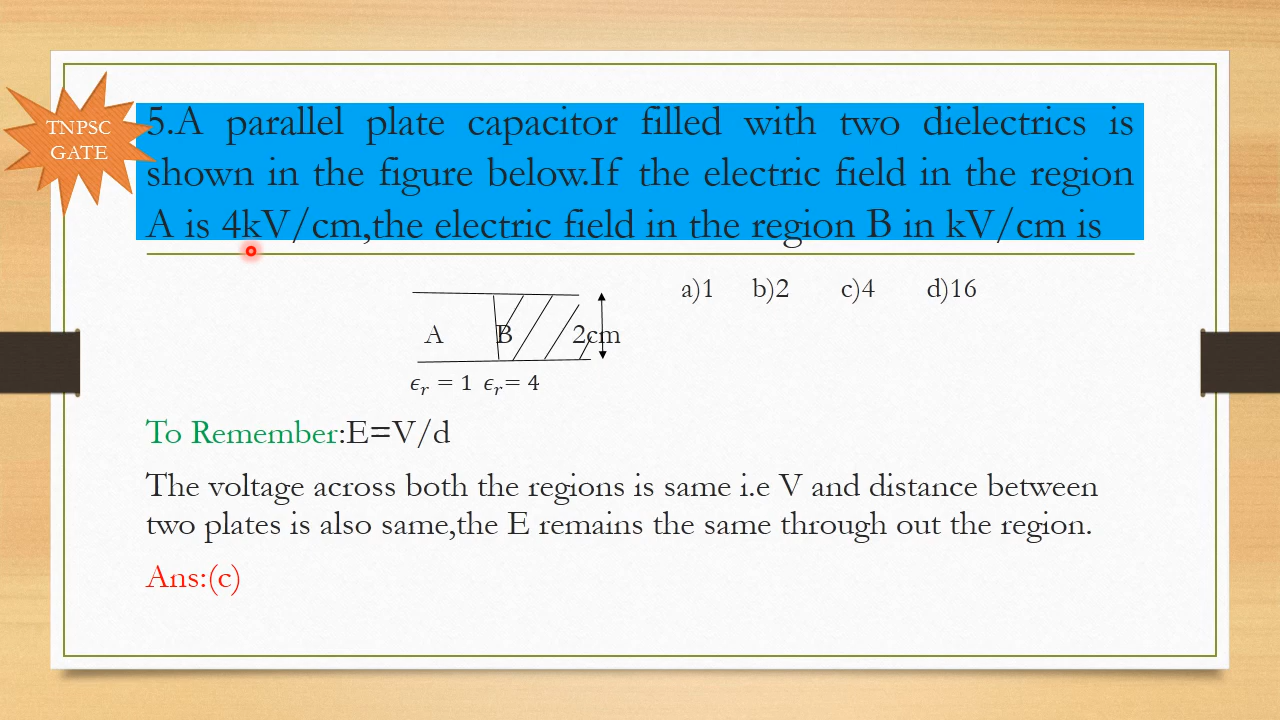 TNPSC
GATE
5.A parallel plate capacitor filled with two dielectrics is
shown in the figure below.If the electric field in the region
A is 4kV/cm,the electric field in the region B in kV/cm is
a)1 b)2 c)4 d)16
A B 2cm
ϵᵣ = 1 ϵᵣ= 4
To Remember:E=V/d
The voltage across both the regions is same i.e V and distance between
two plates is also same,the E remains the same through out the region.
Ans:(c)